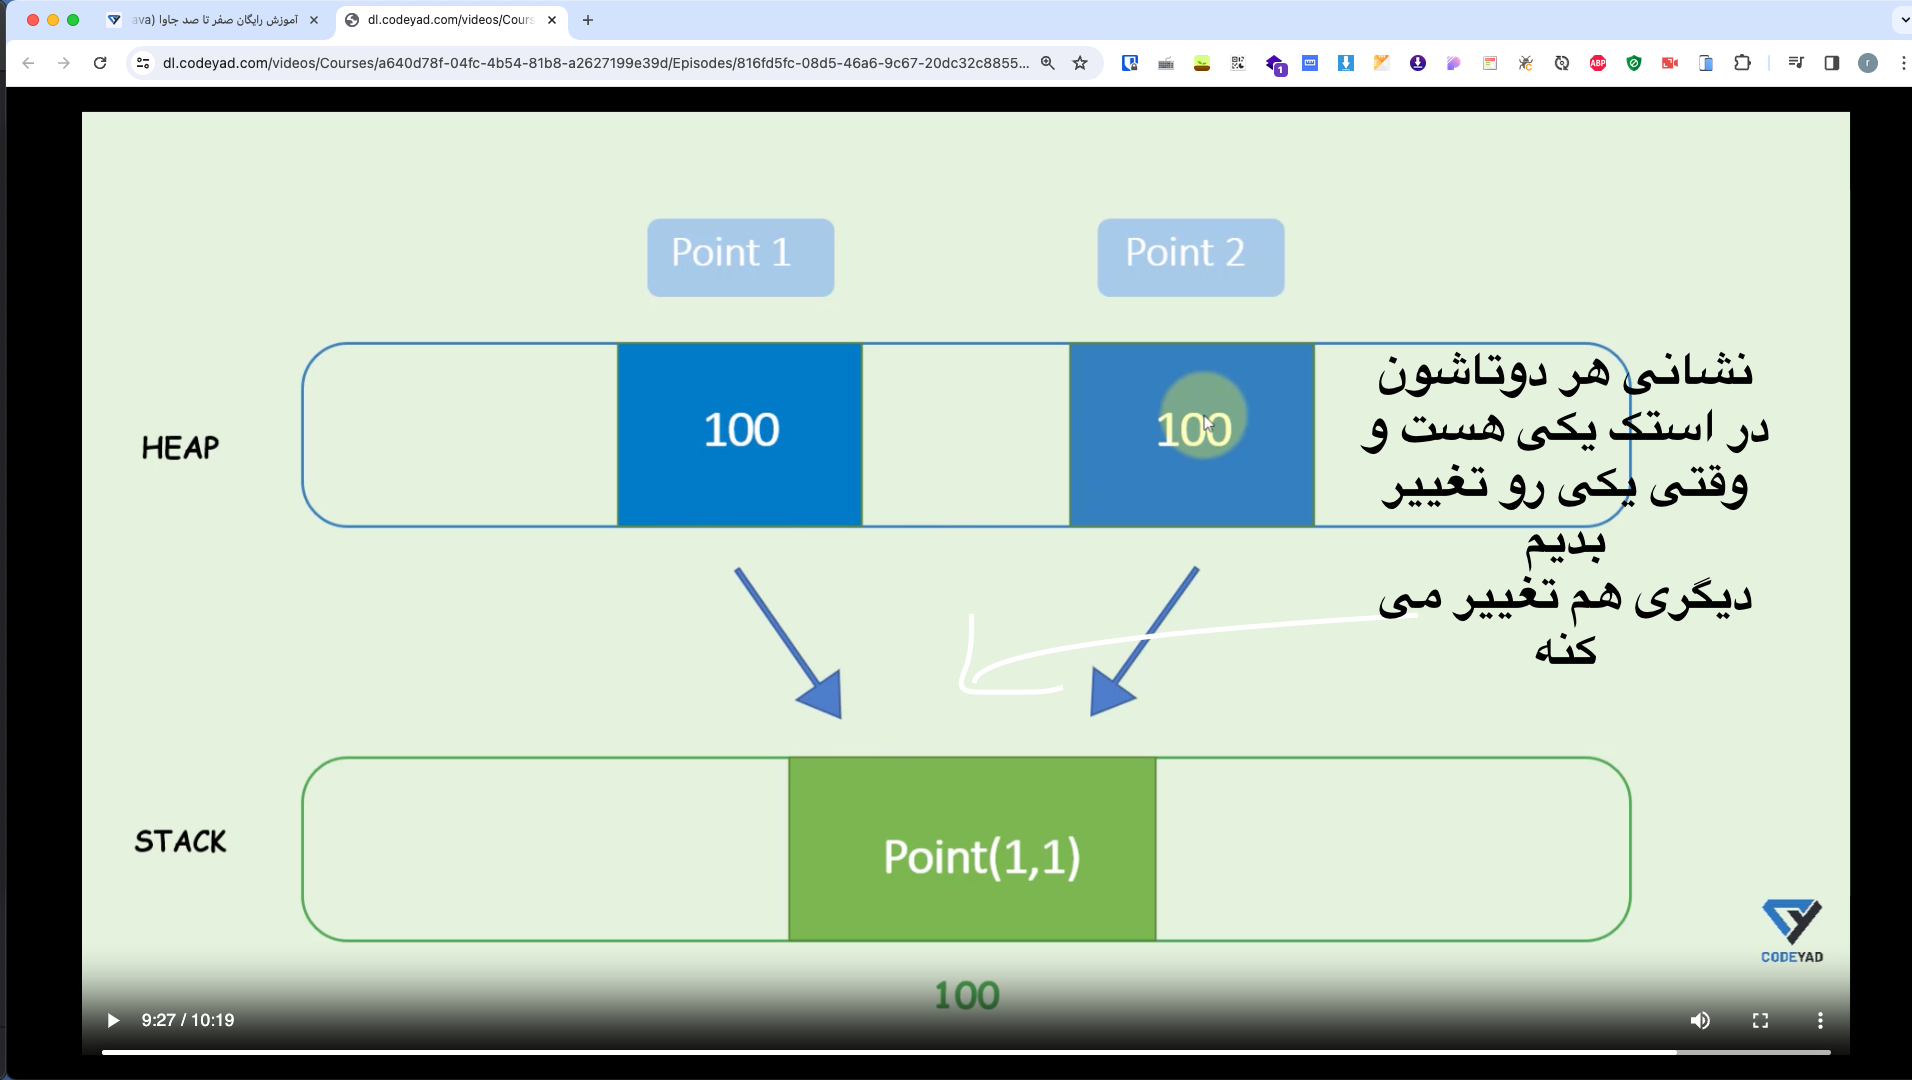 آموزش رایگان صفر تا صد جاوا (ava
dl.codeyad.com/videos/Cours
dl.codeyad.com/videos/Courses/a640d78f-04fc-4b54-81b8-a2627199e39d/Episodes/816fd5fc-08d5-46a6-9c67-20dc32c8855...
1
ABP
r
Point 1
Point 2
HEAP
100
100
نشانی هر دوتاشون
در استک یکی هست و
وقتی یکی رو تغییر
بدیم
دیگری هم تغییر می
کنه
STACK
Point(1,1)
CODEYAD
100
9:27 / 10:19